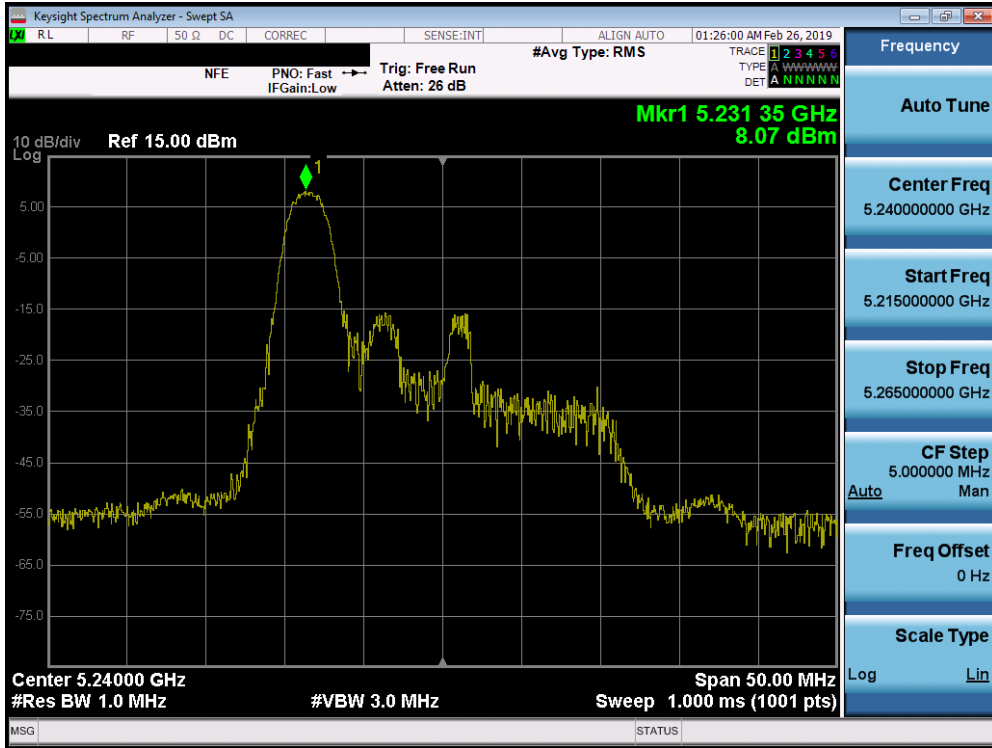 Keysight Spectrum Analyzer - Swept SA
LXI RL RF 50 Ω DC CORREC SENSE:INT ALIGN AUTO 01:26:00 AM Feb 26, 2019
NFE
PNO: Fast
IFGain:Low
Trig: Free Run
Atten: 26 dB
#Avg Type: RMS
TRACE 1 2 3 4 5 6
TYPE A WWWWW
DET A N N N N N
Mkr1 5.231 35 GHz
8.07 dBm
10 dB/div Ref 15.00 dBm
Log
1
5.00
-5.00
-15.0
-25.0
-35.0
-45.0
-55.0
-65.0
-75.0
Center 5.24000 GHz Span 50.00 MHz
#Res BW 1.0 MHz #VBW 3.0 MHz Sweep 1.000 ms (1001 pts)
Frequency
Auto Tune
Center Freq
5.240000000 GHz
Start Freq
5.215000000 GHz
Stop Freq
5.265000000 GHz
CF Step
5.000000 MHz
Auto Man
Freq Offset
0 Hz
Scale Type
Log Lin
MSG STATUS